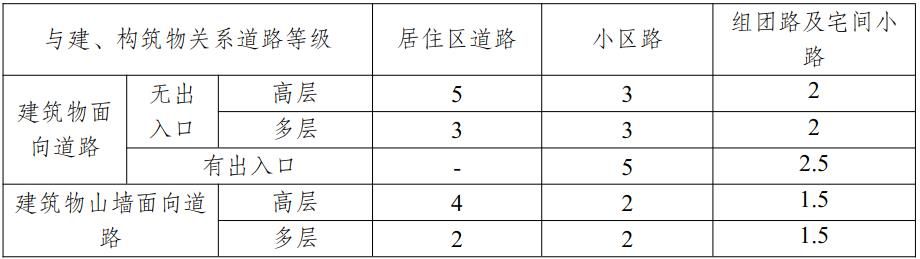 与建、构筑物关系道路等级 居住区道路 小区路 组团路及宅间小路
建筑物面向道路 无出入口 高层 5 3 2
多层 3 3 2
有出入口 - 5 2.5
建筑物山墙面向道路 高层 4 2 1.5
多层 2 2 1.5